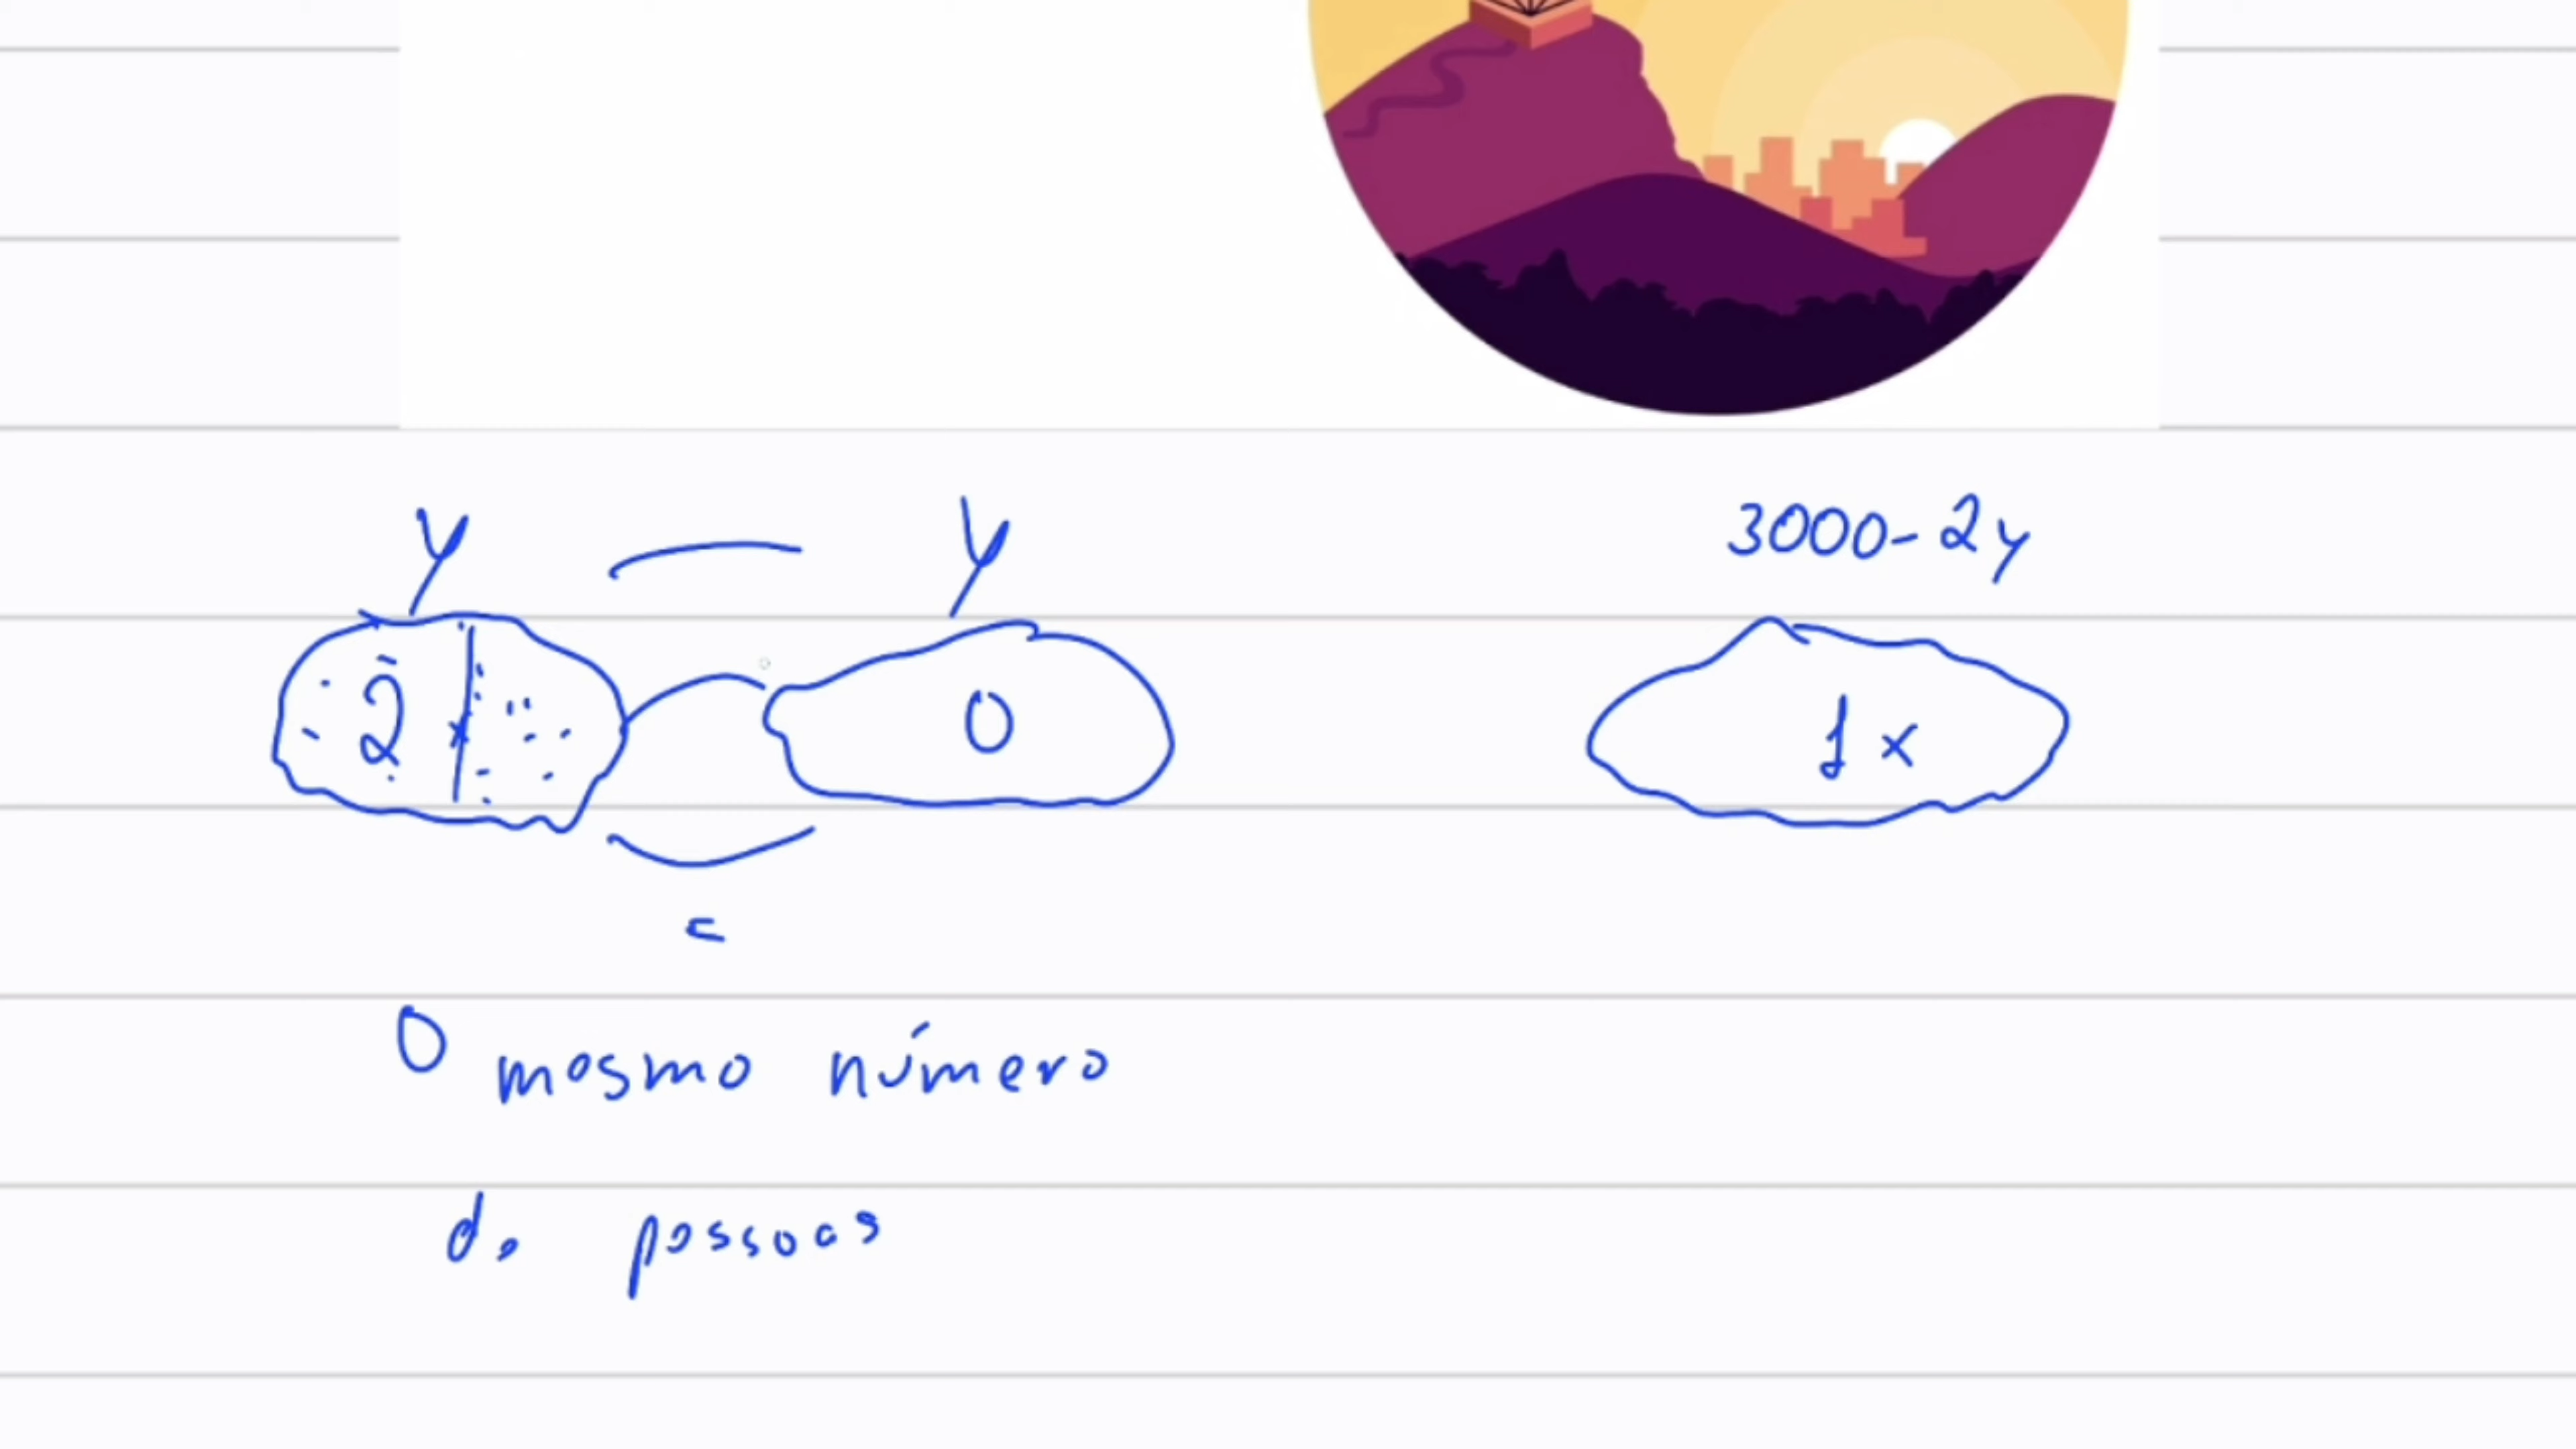 y y 3000-2y
2x 0 1x
=
O mesmo número
de pessoas